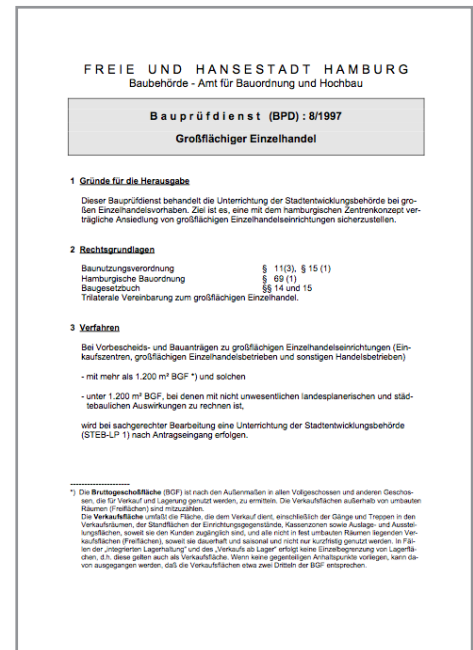 FREIE UND HANSESTADT HAMBURG
Baubehörde - Amt für Bauordnung und Hochbau
Bauprüfdienst (BPD) : 8/1997
Großflächiger Einzelhandel
1 Gründe für die Herausgabe
Dieser Bauprüfdienst behandelt die Unterrichtung der Stadtentwicklungsbehörde bei gro-
ßen Einzelhandelsvorhaben. Ziel ist es, eine mit dem hamburgischen Zentrenkonzept ver-
trägliche Ansiedlung von großflächigen Einzelhandelseinrichtungen sicherzustellen.
2 Rechtsgrundlagen
Baunutzungsverordnung § 11(3), § 15 (1)
Hamburgische Bauordnung § 69 (1)
Baugesetzbuch §§ 14 und 15
Trilaterale Vereinbarung zum großflächigen Einzelhandel.
3 Verfahren
Bei Vorbescheids- und Bauanträgen zu großflächigen Einzelhandelseinrichtungen (Ein-
kaufszentren, großflächigen Einzelhandelsbetrieben und sonstigen Handelsbetrieben)
- mit mehr als 1.200 m² BGF *) und solchen
- unter 1.200 m² BGF, bei denen mit nicht unwesentlichen landesplanerischen und städ-
tebaulichen Auswirkungen zu rechnen ist,
wird bei sachgerechter Bearbeitung eine Unterrichtung der Stadtentwicklungsbehörde
(STEB-LP 1) nach Antragseingang erfolgen.
---------------------
*) Die Bruttogeschoßfläche (BGF) ist nach den Außenmaßen in allen Vollgeschossen und anderen Geschos-
sen, die für Verkauf und Lagerung genutzt werden, zu ermitteln. Die Verkaufsflächen außerhalb von umbauten
Räumen (Freiflächen) sind mitzuzählen.
Die Verkaufsfläche umfaßt die Fläche, die dem Verkauf dient, einschließlich der Gänge und Treppen in den
Verkaufsräumen, der Standflächen der Einrichtungsgegenstände, Kassenzonen sowie Auslage- und Ausstel-
lungsflächen, soweit sie den Kunden zugänglich sind, und alle nicht in fest umbauten Räumen liegenden Ver-
kaufsflächen (Freiflächen), soweit sie dauerhaft und saisonal und nicht nur kurzfristig genutzt werden. In Fäl-
len der „integrierten Lagerhaltung" und des „Verkaufs ab Lager" erfolgt keine Einzelbegrenzung von Lagerflä-
chen, d.h. diese gelten auch als Verkaufsfläche. Wenn keine gegenteiligen Anhaltspunkte vorliegen, kann da-
von ausgegangen werden, daß die Verkaufsflächen etwa zwei Dritteln der BGF entsprechen.